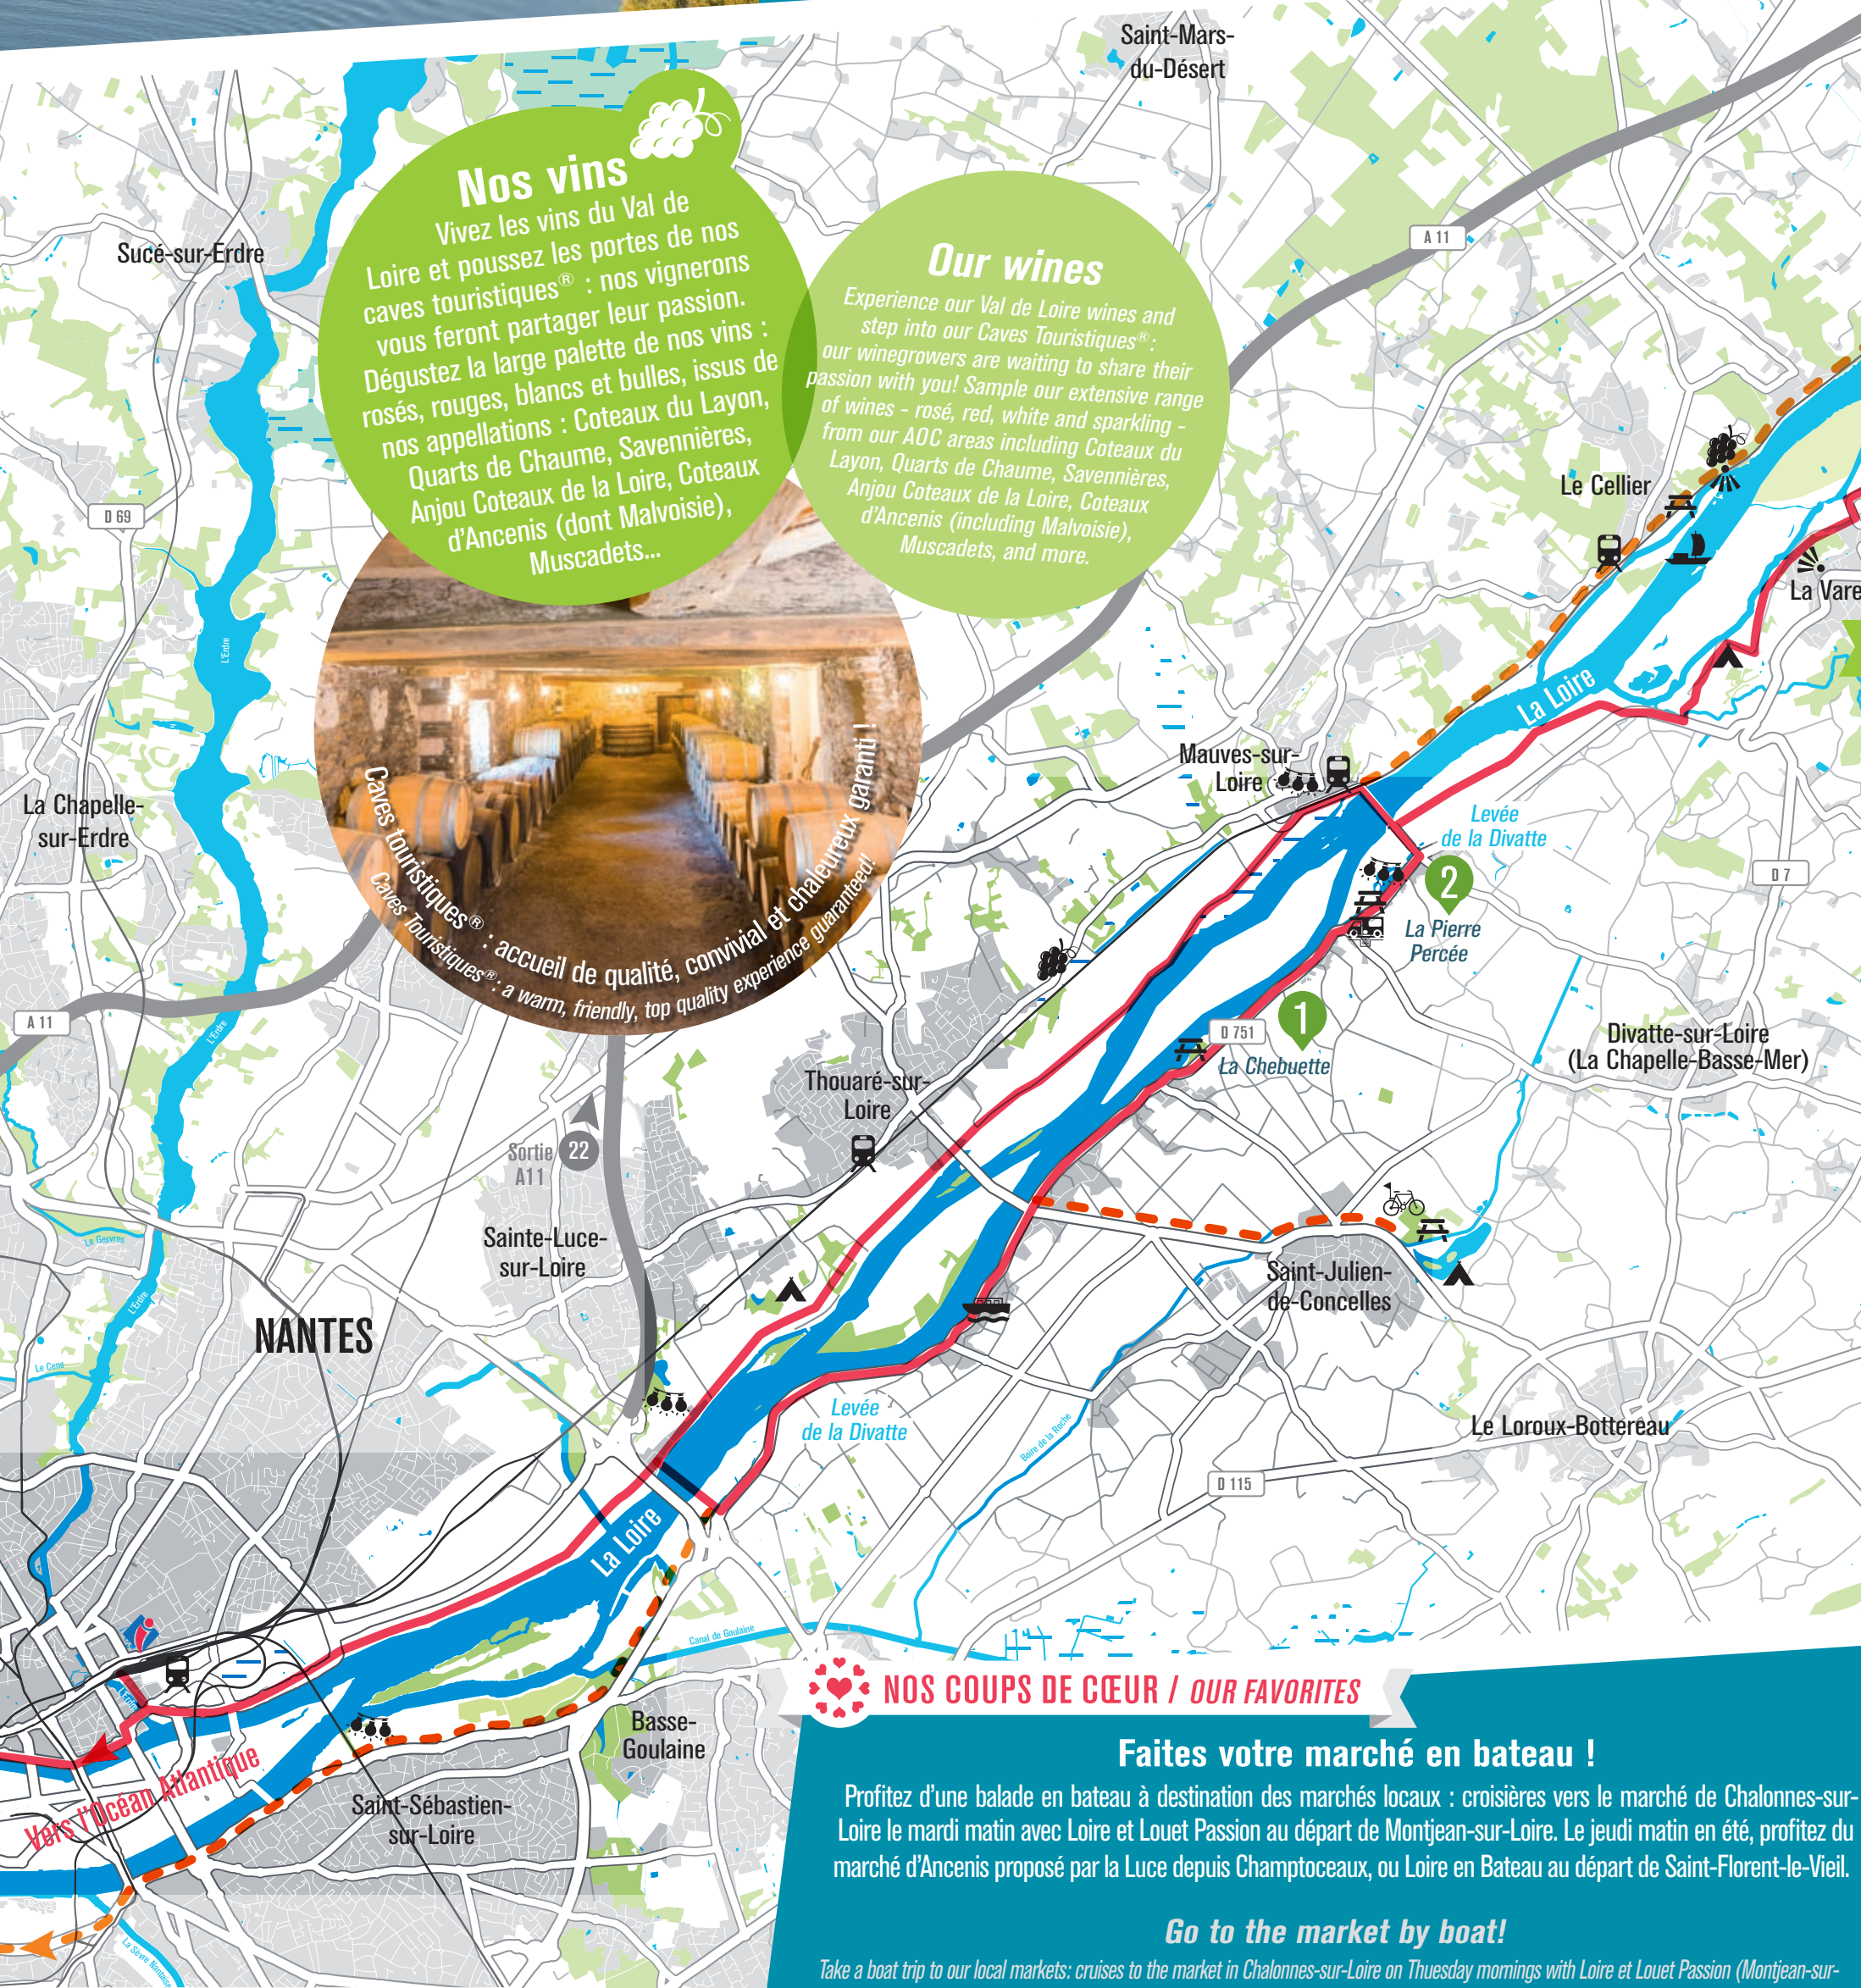 Saint-Mars-
du-Désert
Nos vins
Vivez les vins du Val de
Loire et poussez les portes de nos
caves touristiques® : nos vignerons
vous feront partager leur passion.
Dégustez la large palette de nos vins :
rosés, rouges, blancs et bulles, issus de
nos appellations : Coteaux du Layon,
Quarts de Chaume, Savennières,
Anjou Coteaux de la Loire, Coteaux
d'Ancenis (dont Malvoisie),
Muscadets...
Our wines
Experience our Val de Loire wines and
step into our Caves Touristiques®:
our winegrowers are waiting to share their
passion with you! Sample our extensive range
of wines - rosé, red, white and sparkling -
from our AOC areas including Coteaux du
Layon, Quarts de Chaume, Savennières,
Anjou Coteaux de la Loire, Coteaux
d'Ancenis (including Malvoisie),
Muscadets, and more.
Sucé-sur-Erdre
A 11
Le Cellier
D 69
La Vare
L'Erdre
La Loire
Mauves-sur-
Loire
La Chapelle-
sur-Erdre
Levée
de la Divatte
D 7
2
La Pierre
Percée
Caves touristiques® : accueil de qualité, convivial et chaleureux garanti !
Caves Touristiques®: a warm, friendly, top quality experience guaranteed!
A 11
L'Erdre
1
D 751
La Chebuette
Divatte-sur-Loire
(La Chapelle-Basse-Mer)
Thouaré-sur-
Loire
Sortie 22
A11
Sainte-Luce-
sur-Loire
Le Gesvres
L'Erdre
Saint-Julien-
de-Concelles
NANTES
Le Cens
Levée
de la Divatte
Boire de la Roche
Le Loroux-Bottereau
D 115
La Loire
Canal de Goulaine
L'Erdre
Basse-
Goulaine
Vers l'Océan Atlantique
Saint-Sébastien-
sur-Loire
La Sèvre Nantaise
NOS COUPS DE CŒUR / OUR FAVORITES
Faites votre marché en bateau !
Profitez d'une balade en bateau à destination des marchés locaux : croisières vers le marché de Chalonnes-sur-
Loire le mardi matin avec Loire et Louet Passion au départ de Montjean-sur-Loire. Le jeudi matin en été, profitez du
marché d'Ancenis proposé par la Luce depuis Champtoceaux, ou Loire en Bateau au départ de Saint-Florent-le-Vieil.
Go to the market by boat!
Take a boat trip to our local markets: cruises to the market in Chalonnes-sur-Loire on Thuesday mornings with Loire et Louet Passion (Montjean-sur-